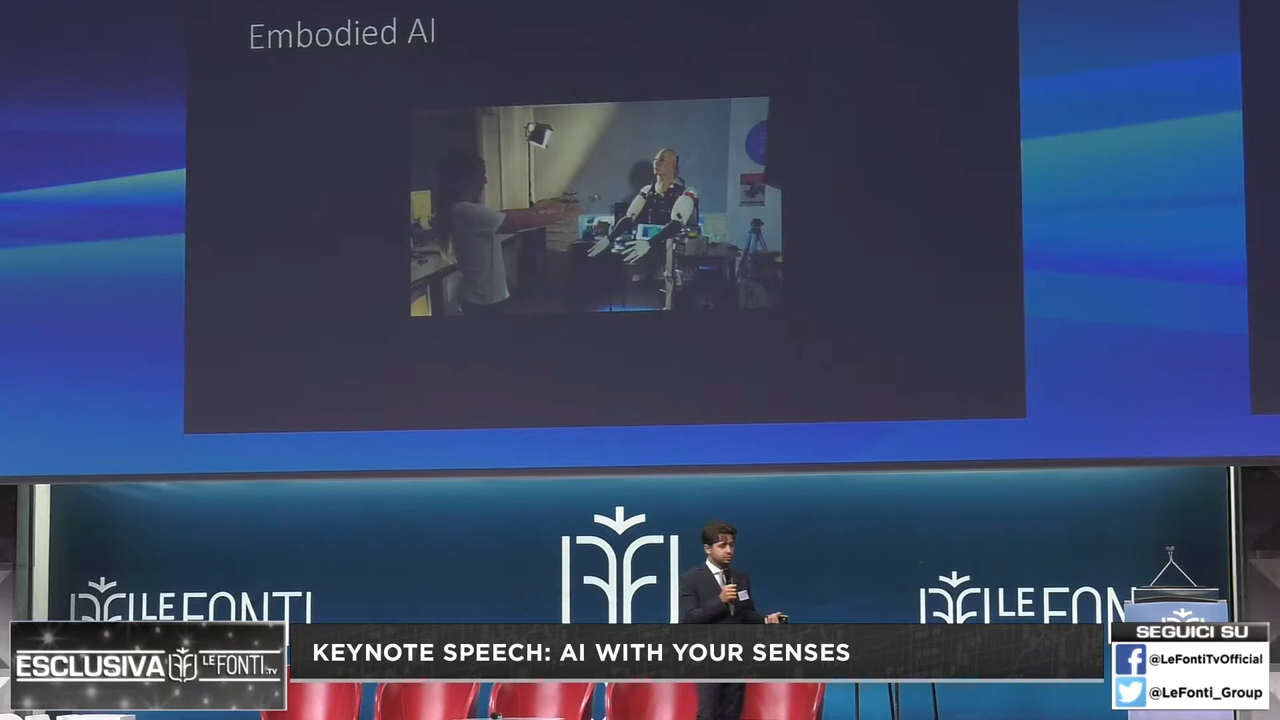 Embodied AI
LE FONTI
LE FON
ESCLUSIVA LE FONTI.TV
KEYNOTE SPEECH: AI WITH YOUR SENSES
SEGUICI SU
@LeFontiTvOfficial
@LeFonti_Group